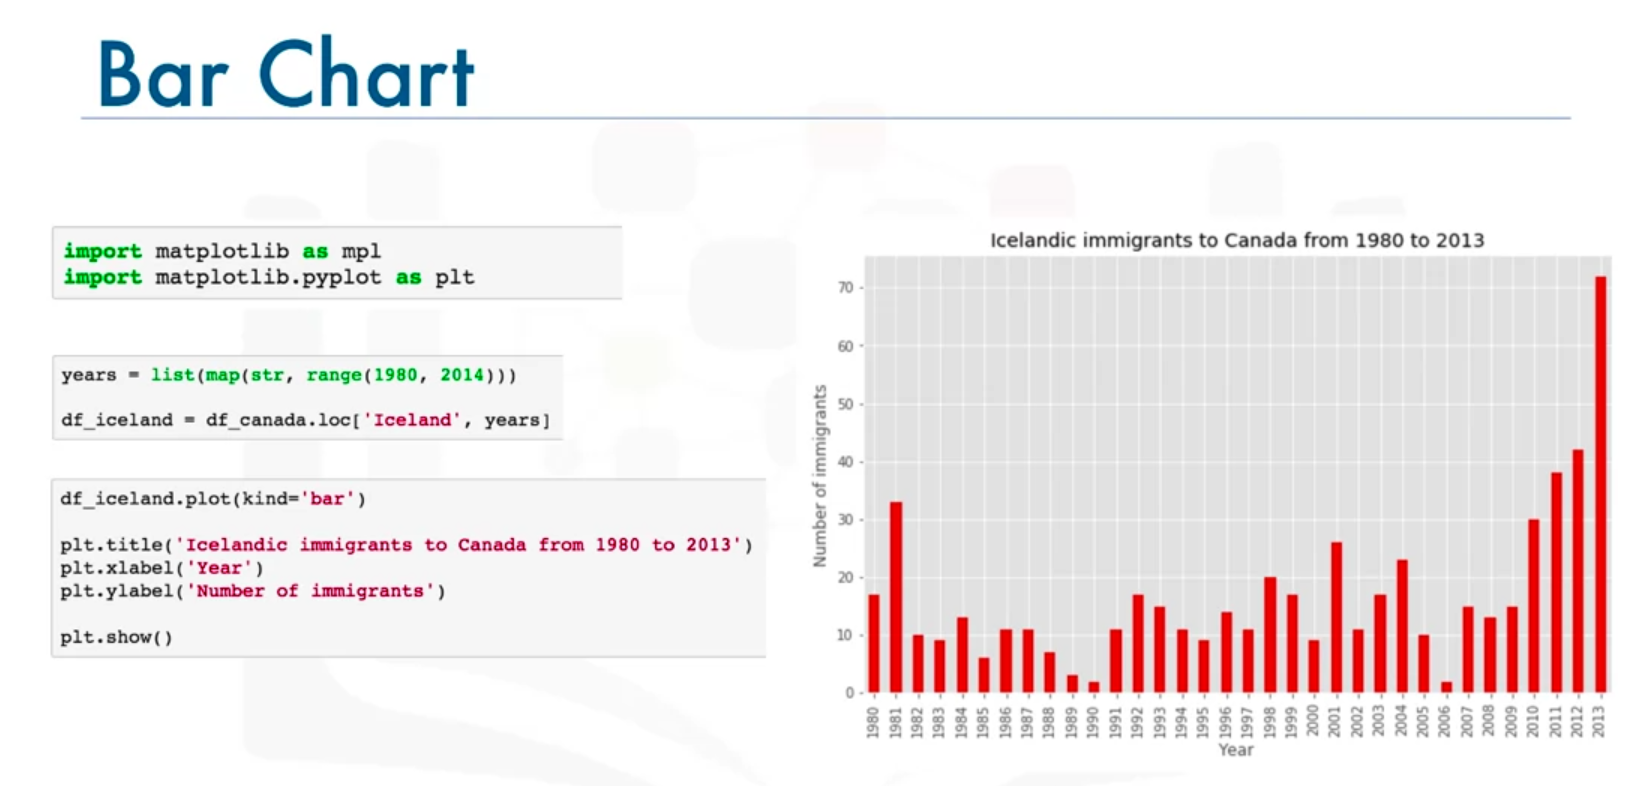 Bar Chart
import matplotlib as mpl
import matplotlib.pyplot as plt
years = list(map(str, range(1980, 2014)))
df_iceland = df_canada.loc['Iceland', years]
df_iceland.plot(kind='bar')
plt.title('Icelandic immigrants to Canada from 1980 to 2013')
plt.xlabel('Year')
plt.ylabel('Number of immigrants')
plt.show()
Icelandic immigrants to Canada from 1980 to 2013
Number of immigrants
70
60
50
40
30
20
10
0
1980 1981 1982 1983 1984 1985 1986 1987 1988 1989 1990 1991 1992 1993 1994 1995 1996 1997 1998 1999 2000 2001 2002 2003 2004 2005 2006 2007 2008 2009 2010 2011 2012 2013
Year